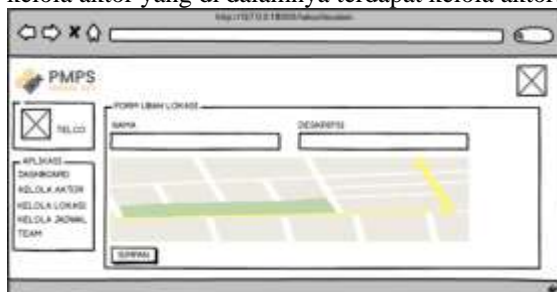 kelola aktor yang di dalamnya terdapat kelola aktor
PMPS
TELCO
FORM UBAH LOKASI
NAMA
DESKRIPSI
APLIKASI
DASHBOARD
KELOLA AKTOR
KELOLA LOKASI
KELOLA JADWAL
TEAM
SIMPAN